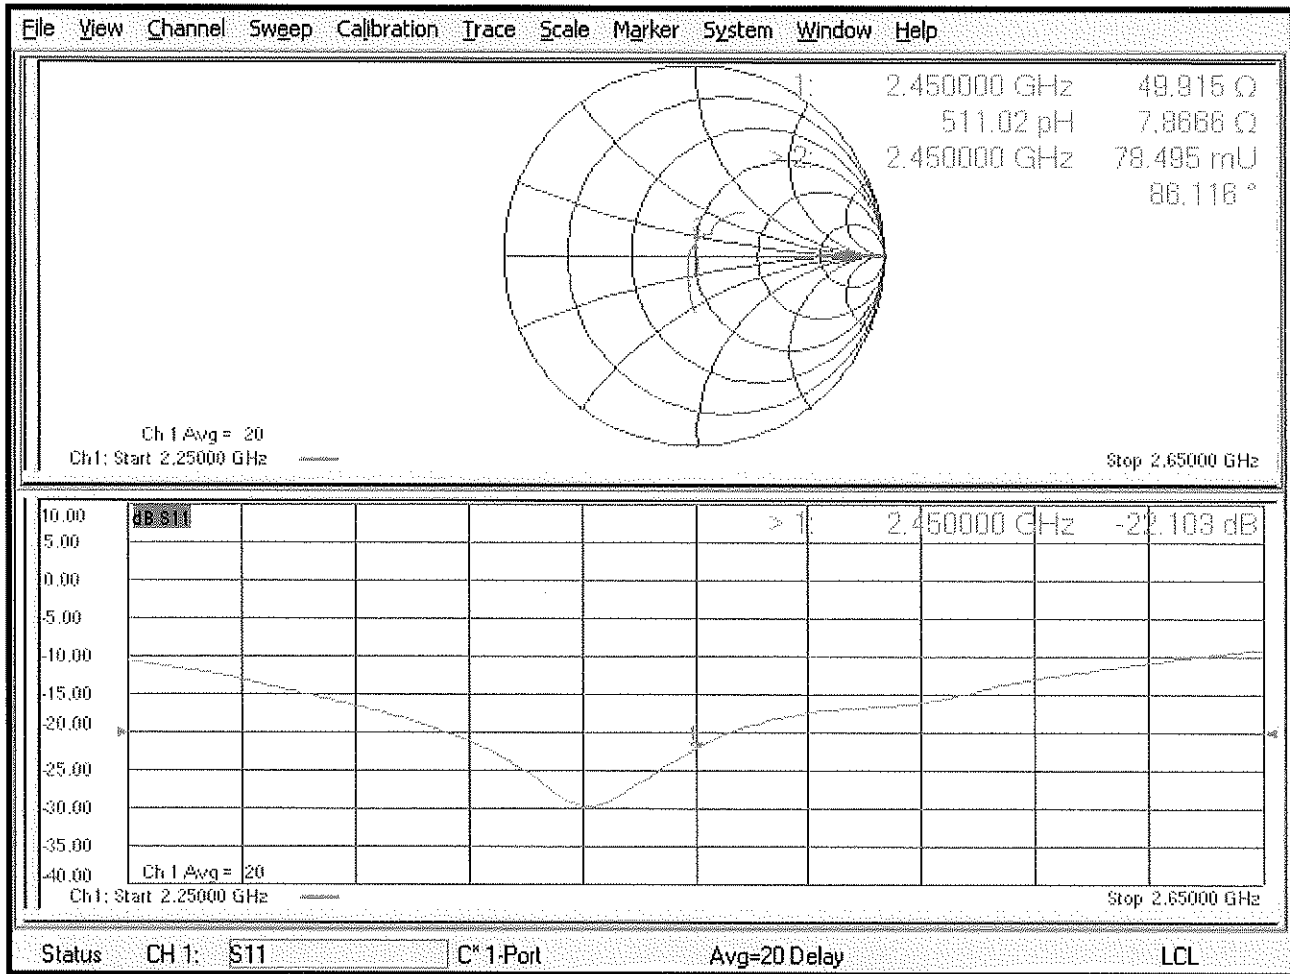 File View Channel Sweep Calibration Trace Scale Marker System Window Help
1: 2.450000 GHz 49.915 Ω
511.02 pH 7.8666 Ω
> 2: 2.450000 GHz 78.495 mU
86.116 °
Ch 1 Avg = 20
Ch1: Start 2.25000 GHz
Stop 2.65000 GHz
10.00
dB S11
> 1: 2.450000 GHz -22.103 dB
5.00
0.00
-5.00
-10.00
-15.00
-20.00
-25.00
-30.00
-35.00
-40.00
Ch 1 Avg = 20
Ch1: Start 2.25000 GHz
Stop 2.65000 GHz
Status CH 1: S11 C* 1-Port Avg=20 Delay LCL